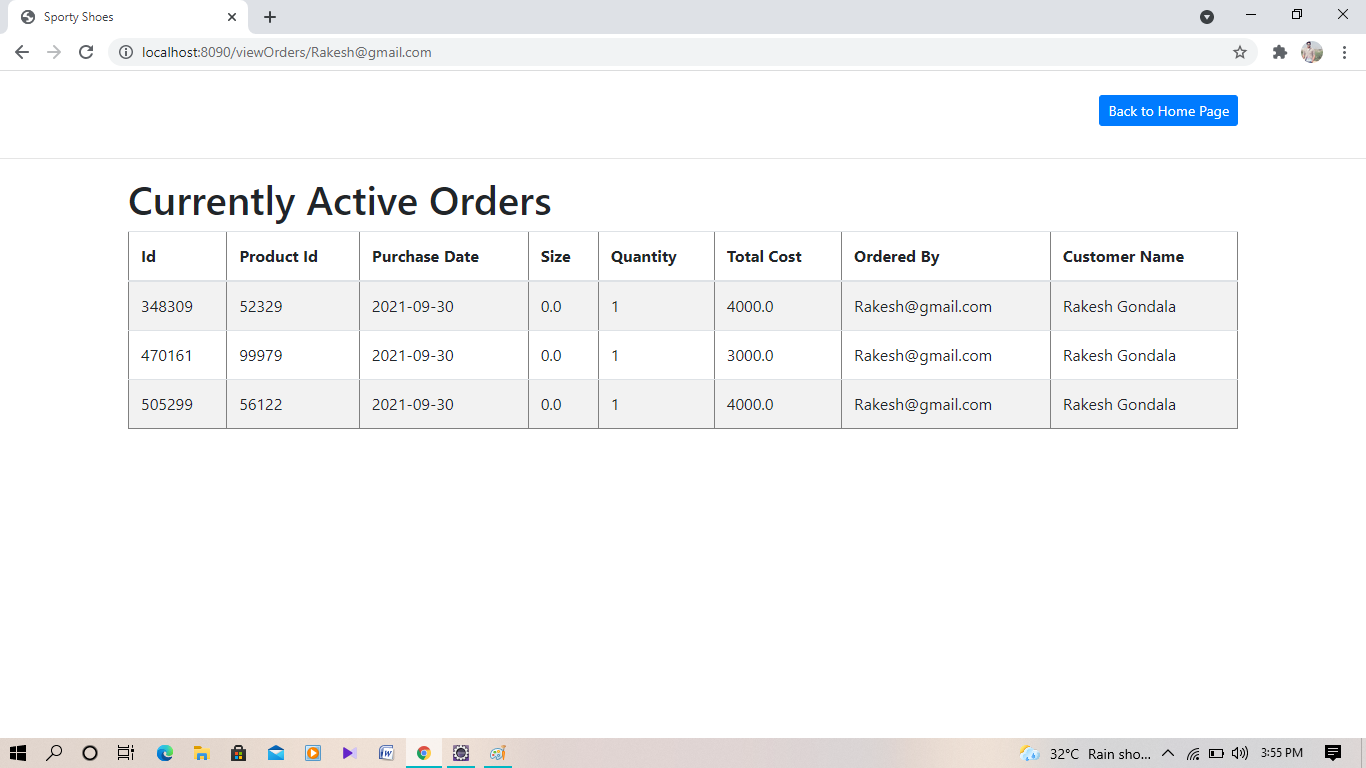 Sporty Shoes
localhost:8090/viewOrders/Rakesh@gmail.com
Back to Home Page
Currently Active Orders
Id Product Id Purchase Date Size Quantity Total Cost Ordered By Customer Name
348309 52329 2021-09-30 0.0 1 4000.0 Rakesh@gmail.com Rakesh Gondala
470161 99979 2021-09-30 0.0 1 3000.0 Rakesh@gmail.com Rakesh Gondala
505299 56122 2021-09-30 0.0 1 4000.0 Rakesh@gmail.com Rakesh Gondala
32°C Rain sho... 3:55 PM